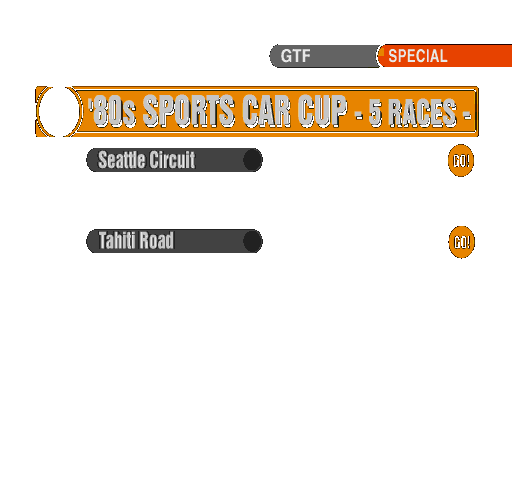 GTF SPECIAL
'80s SPORTS CAR CUP - 5 RACES -
Seattle Circuit GO!
Tahiti Road GO!